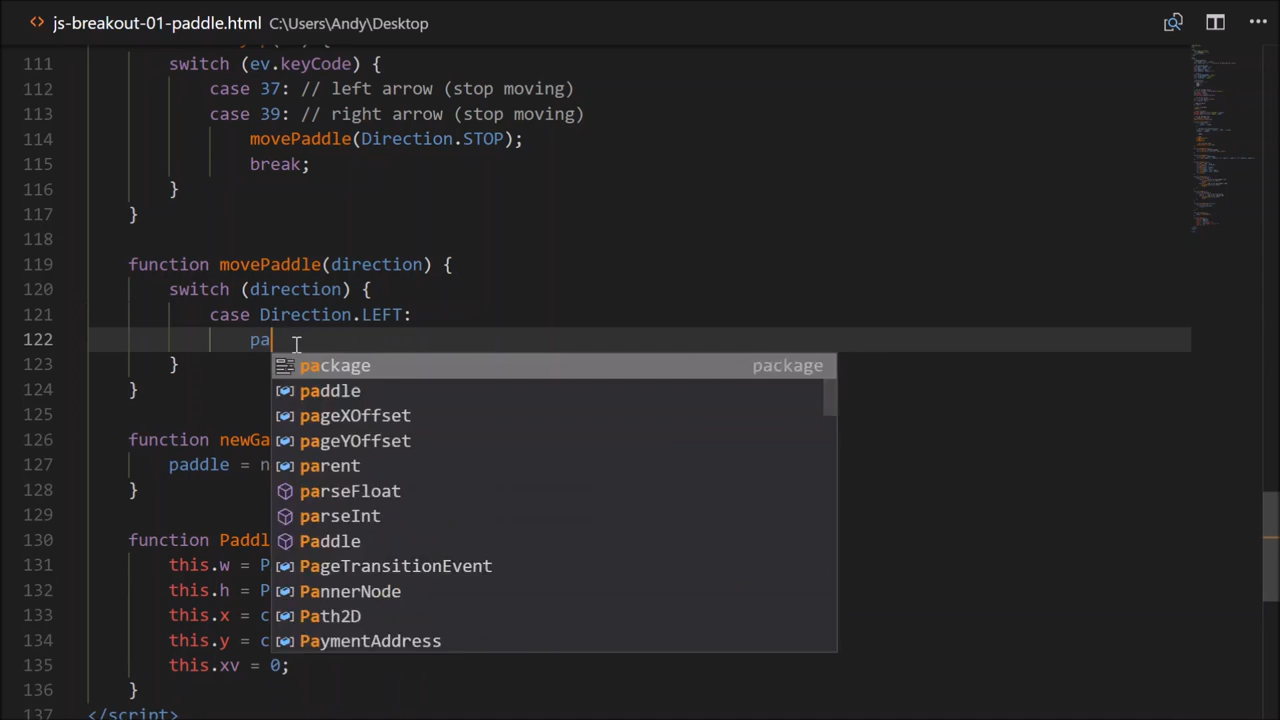 <> js-breakout-01-paddle.html C:\Users\Andy\Desktop
111 switch (ev.keyCode) {
112 case 37: // left arrow (stop moving)
113 case 39: // right arrow (stop moving)
114 movePaddle(Direction.STOP);
115 break;
116 }
117 }
118
119 function movePaddle(direction) {
120 switch (direction) {
121 case Direction.LEFT:
122 pa
package package
123 }
paddle
124 }
pageXOffset
125
pageYOffset
126 function newGa
parent
127 paddle = n
parseFloat
128 }
parseInt
129
Paddle
130 function Paddl
PageTransitionEvent
131 this.w = P
PannerNode
132 this.h = P
Path2D
133 this.x = c
PaymentAddress
134 this.y = c
135 this.xv = 0;
136 }
137 </script>